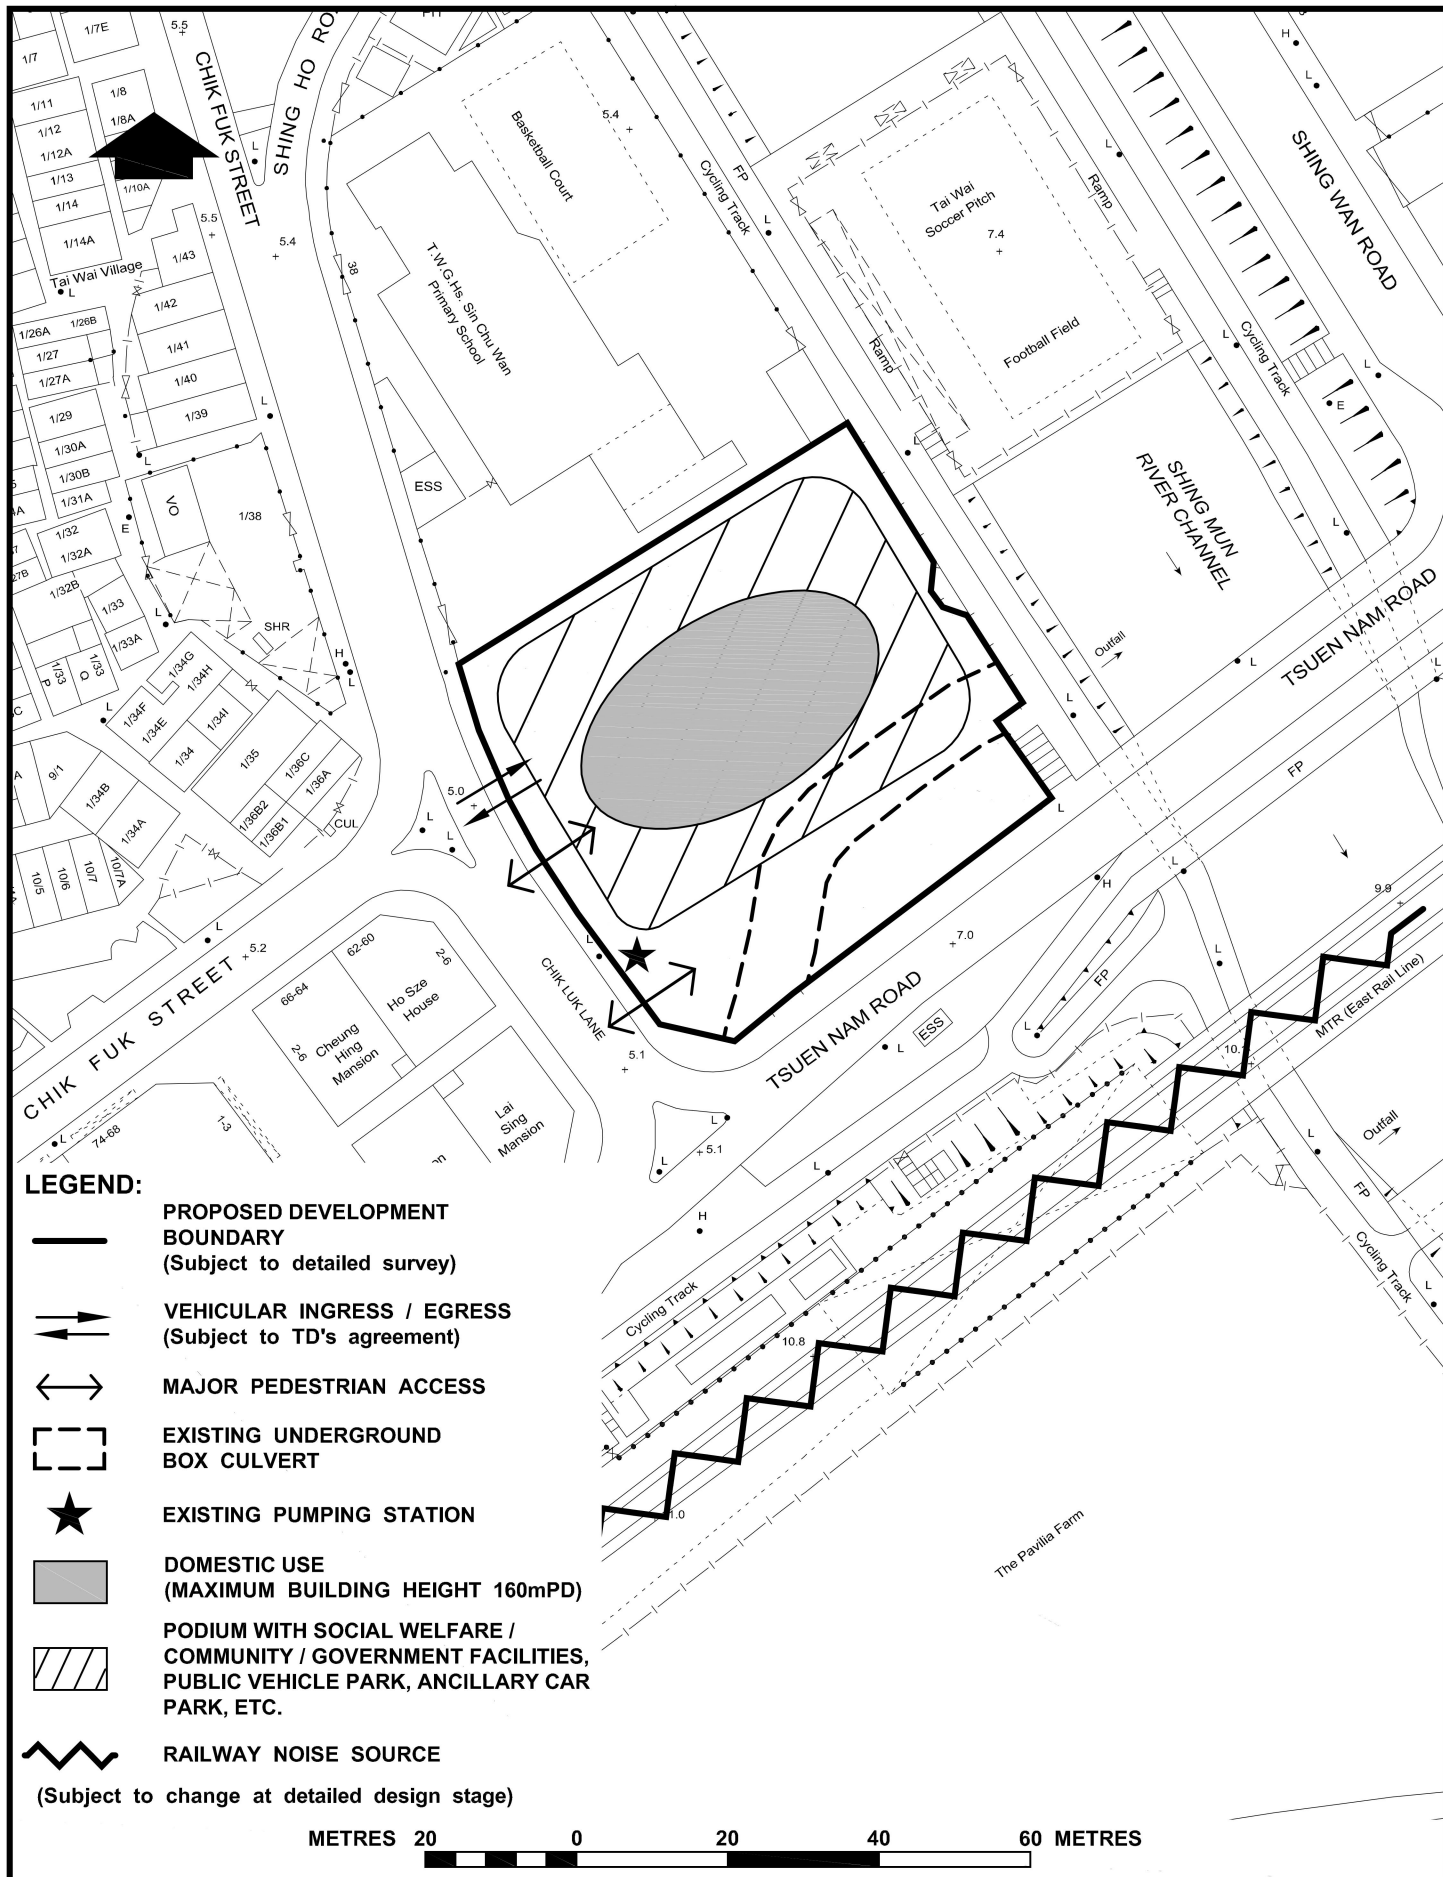 1/7E
1/7
1/8
1/8A
1/11
1/12
1/12A
1/13
1/14
1/10A
1/14A
Tai Wai Village
L
5.5
CHIK FUK STREET
5.5
5.4
L
SHING HO RO
38
1/43
1/42
1/41
1/40
1/39
1/26A
1/26B
1/27
1/27A
1/29
1/30A
1/30B
1/31A
1/32
1/32A
1/32B
1/33
1/33A
1/33
P
1/33
Q
L
L
E
L
VO
1/38
SHR
H
L
L
1/34G
1/34H
1/34F
1/34E
1/34I
1/34
1/35
1/36C
1/36A
1/36B2
1/36B1
CUL
9/1
1/34B
1/34A
10/5
10/6
10/7
10/7A
L
5.2
CHIK FUK STREET
L
74-68
1-3
66-64
62-60
2-6
2-6
Cheung
Hing
Mansion
Ho Sze
House
Lai
Sing
Mansion
CHIK LUK LANE
L
L
L
5.0
5.1
5.1
L
L
Basketball Court
5.4
T.W.G.Hs. Sin Chu Wan
Primary School
ESS
Cycling Track
FP
L
Tai Wai
Soccer Pitch
7.4
Football Field
Ramp
Ramp
L
L
L
H
L
SHING WAN ROAD
Cycling Track
L
L
E
L
SHING MUN
RIVER CHANNEL
Outfall
L
L
L
L
TSUEN NAM ROAD
FP
L
H
9.9
7.0
TSUEN NAM ROAD
ESS
L
FP
L
L
MTR (East Rail Line)
Outfall
L
FP
Cycling Track
L
L
H
Cycling Track
10.8
The Pavilia Farm
LEGEND:
PROPOSED DEVELOPMENT
BOUNDARY
(Subject to detailed survey)
VEHICULAR INGRESS / EGRESS
(Subject to TD's agreement)
MAJOR PEDESTRIAN ACCESS
EXISTING UNDERGROUND
BOX CULVERT
EXISTING PUMPING STATION
DOMESTIC USE
(MAXIMUM BUILDING HEIGHT 160mPD)
PODIUM WITH SOCIAL WELFARE /
COMMUNITY / GOVERNMENT FACILITIES,
PUBLIC VEHICLE PARK, ANCILLARY CAR
PARK, ETC.
RAILWAY NOISE SOURCE
(Subject to change at detailed design stage)
METRES 20 0 20 40 60 METRES